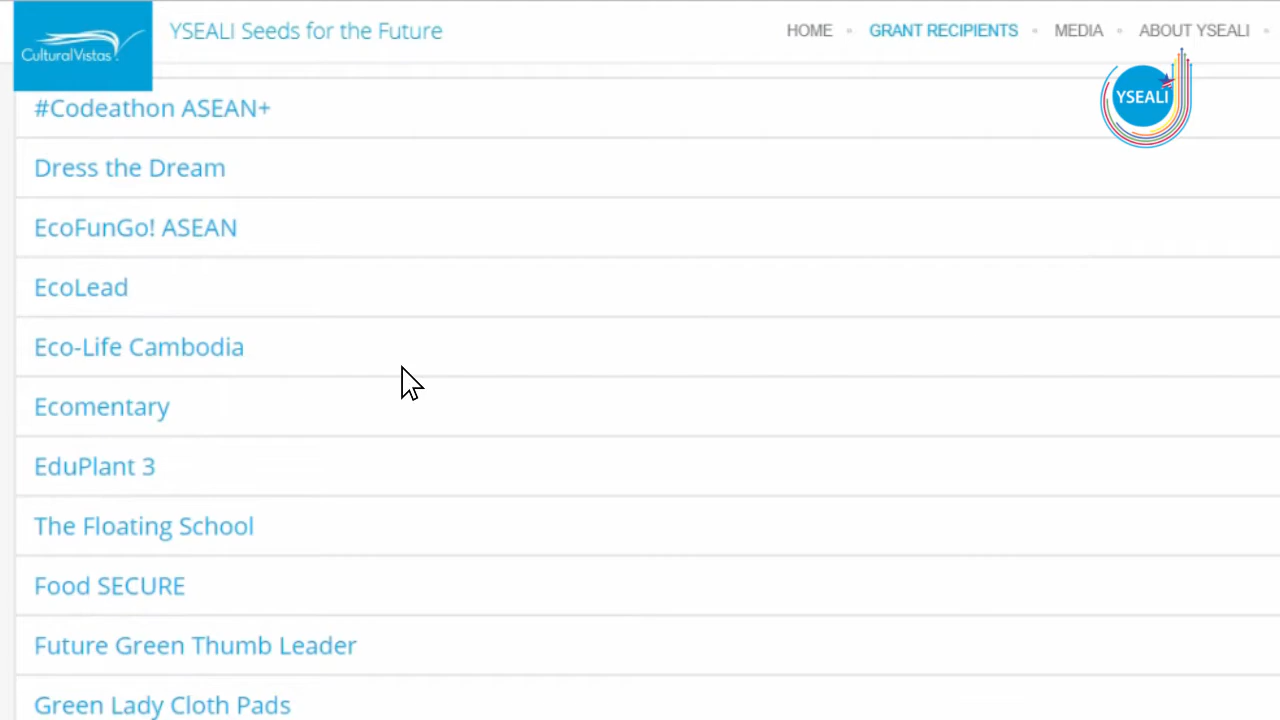 CulturalVistas
YSEALI Seeds for the Future
HOME
GRANT RECIPIENTS
MEDIA
ABOUT YSEALI
YSEALI
#Codeathon ASEAN+
Dress the Dream
EcoFunGo! ASEAN
EcoLead
Eco-Life Cambodia
Ecomentary
EduPlant 3
The Floating School
Food SECURE
Future Green Thumb Leader
Green Lady Cloth Pads